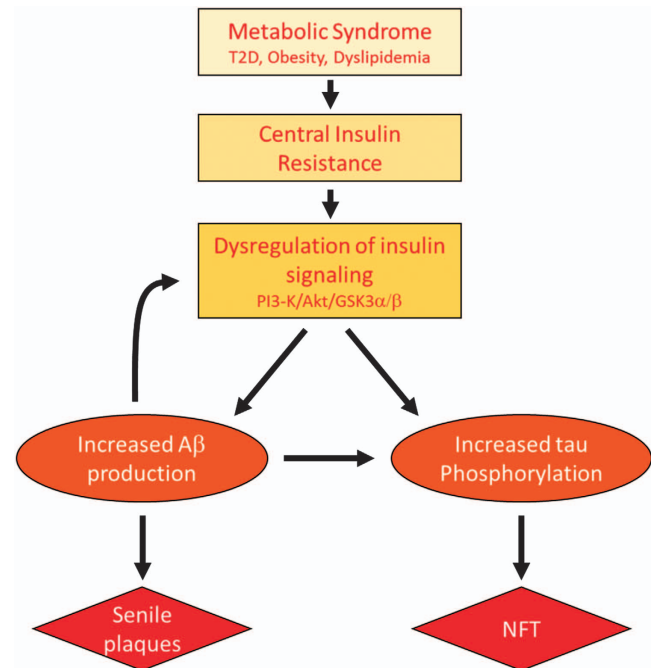 Metabolic Syndrome
T2D, Obesity, Dyslipidemia
Central Insulin
Resistance
Dysregulation of insulin
signaling
PI3-K/Akt/GSK3α/β
Increased Aβ
production
Increased tau
Phosphorylation
Senile
plaques
NFT